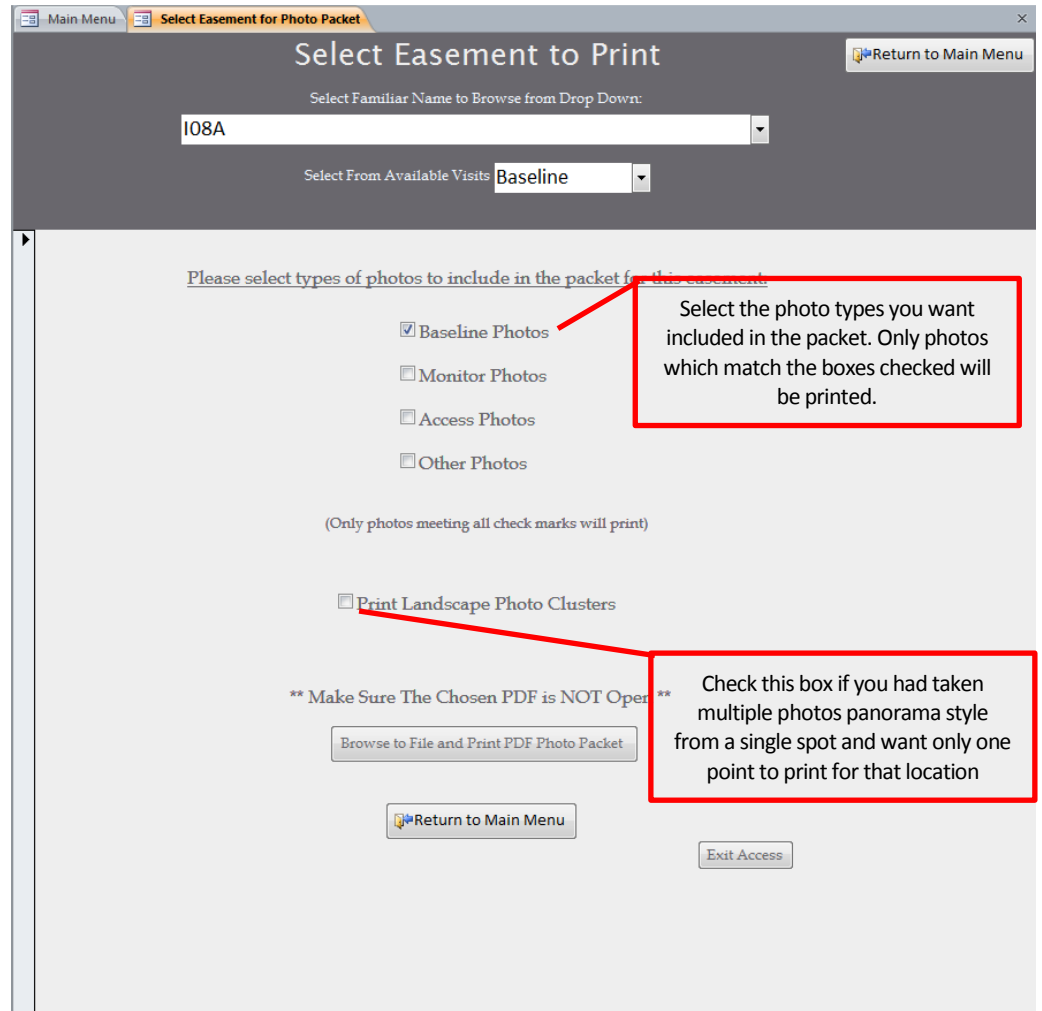 Main Menu
Select Easement for Photo Packet
Select Easement to Print
Return to Main Menu
Select Familiar Name to Browse from Drop Down:
I08A
Select From Available Visits Baseline
Please select types of photos to include in the packet for this easement.
Baseline Photos
Monitor Photos
Access Photos
Other Photos
Select the photo types you want
included in the packet. Only photos
which match the boxes checked will
be printed.
(Only photos meeting all check marks will print)
Print Landscape Photo Clusters
Check this box if you had taken
multiple photos panorama style
from a single spot and want only one
point to print for that location
** Make Sure The Chosen PDF is NOT Open **
Browse to File and Print PDF Photo Packet
Return to Main Menu
Exit Access